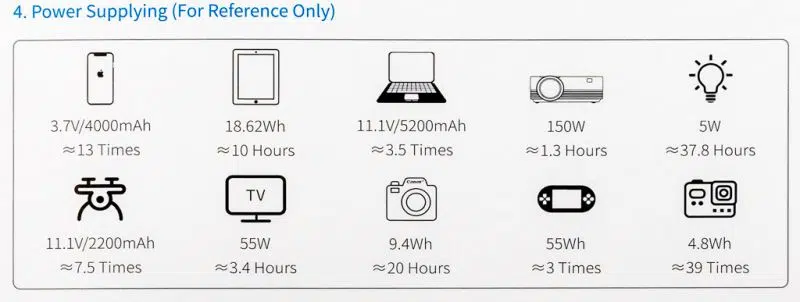 4. Power Supplying (For Reference Only)
3.7V/4000mAh 18.62Wh 11.1V/5200mAh 150W 5W
≈13 Times ≈10 Hours ≈3.5 Times ≈1.3 Hours ≈37.8 Hours
TV Canon
11.1V/2200mAh 55W 9.4Wh 55Wh 4.8Wh
≈7.5 Times ≈3.4 Hours ≈20 Hours ≈3 Times ≈39 Times